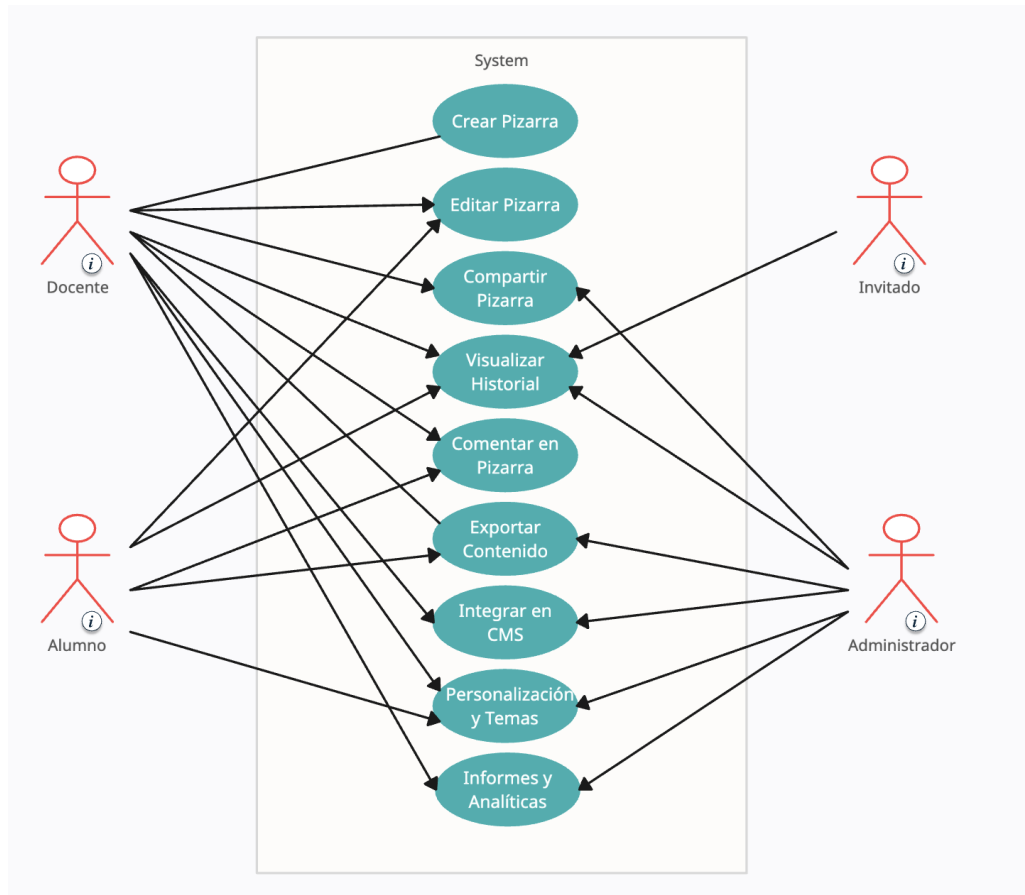 System
Crear Pizarra
Editar Pizarra
Compartir
Pizarra
Visualizar
Historial
Comentar en
Pizarra
Exportar
Contenido
Integrar en
CMS
Personalización
y Temas
Informes y
Analíticas
i
Docente
i
Alumno
i
Invitado
i
Administrador